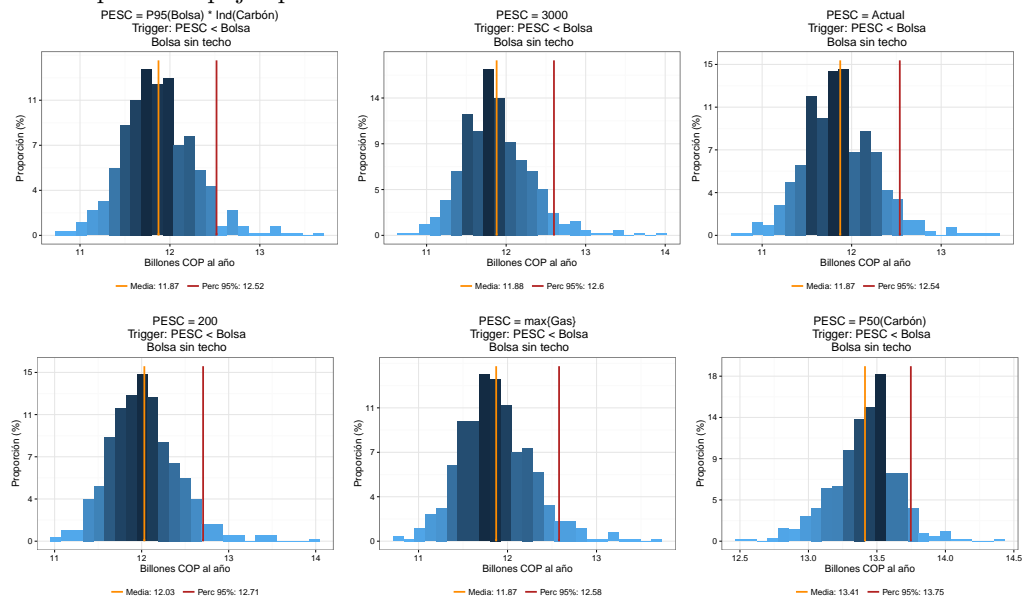 PESC = P95(Bolsa) * Ind(Carbón)
Trigger: PESC < Bolsa
Bolsa sin techo
Proporción (%)
11
7
4
0
11 12 13
Billones COP al año
Media: 11.87 Perc 95%: 12.52
PESC = 3000
Trigger: PESC < Bolsa
Bolsa sin techo
Proporción (%)
14
9
5
0
11 12 13 14
Billones COP al año
Media: 11.88 Perc 95%: 12.6
PESC = Actual
Trigger: PESC < Bolsa
Bolsa sin techo
Proporción (%)
15
11
7
4
0
11 12 13
Billones COP al año
Media: 11.87 Perc 95%: 12.54
PESC = 200
Trigger: PESC < Bolsa
Bolsa sin techo
Proporción (%)
15
11
7
4
0
11 12 13 14
Billones COP al año
Media: 12.03 Perc 95%: 12.71
PESC = max{Gas}
Trigger: PESC < Bolsa
Bolsa sin techo
Proporción (%)
11
7
4
0
11 12 13
Billones COP al año
Media: 11.87 Perc 95%: 12.58
PESC = P50(Carbón)
Trigger: PESC < Bolsa
Bolsa sin techo
Proporción (%)
18
14
9
5
0
12.5 13.0 13.5 14.0 14.5
Billones COP al año
Media: 13.41 Perc 95%: 13.75